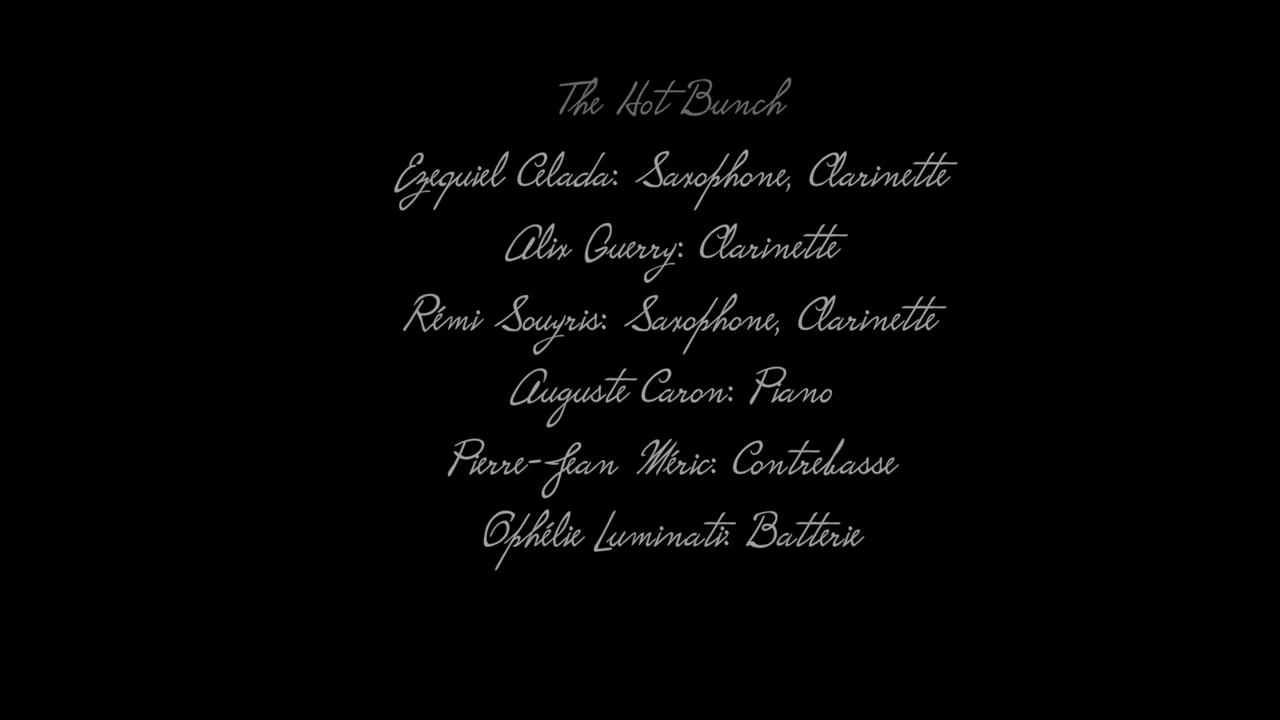 The Hot Bunch
Ezequiel Celada: Saxophone, Clarinette
Alix Guerry: Clarinette
Rémi Souyris: Saxophone, Clarinette
Auguste Caron: Piano
Pierre-Jean Méric: Contrebasse
Ophélie Luminati: Batterie